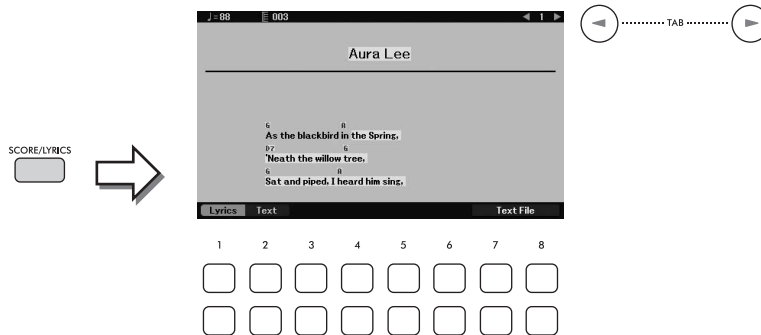 ♩=88 003 1
TAB
Aura Lee
SCORE/LYRICS
G A
As the blackbird in the Spring,
D7 G
'Neath the willow tree,
G A
Sat and piped, I heard him sing,
Lyrics Text Text File
1 2 3 4 5 6 7 8